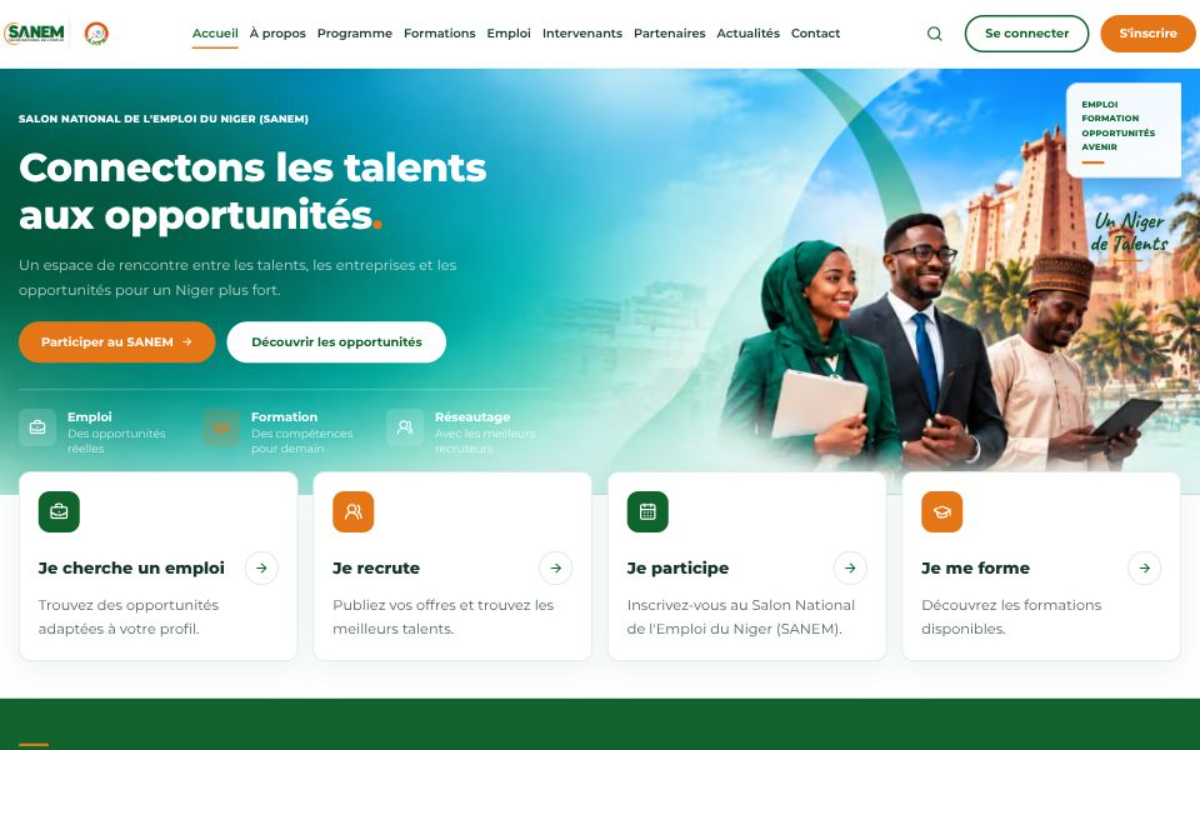 SANEM
Accueil
À propos
Programme
Formations
Emploi
Intervenants
Partenaires
Actualités
Contact
Se connecter
S'inscrire
SALON NATIONAL DE L'EMPLOI DU NIGER (SANEM)
Connectons les talents
aux opportunités.
Un espace de rencontre entre les talents, les entreprises et les
opportunités pour un Niger plus fort.
Participer au SANEM →
Découvrir les opportunités
Emploi
Des opportunités
réelles
Formation
Des compétences
pour demain
Réseautage
Avec les meilleurs
recruteurs
EMPLOI
FORMATION
OPPORTUNITÉS
AVENIR
Un Niger
de Talents
Je cherche un emploi
Trouvez des opportunités
adaptées à votre profil.
Je recrute
Publiez vos offres et trouvez les
meilleurs talents.
Je participe
Inscrivez-vous au Salon National
de l'Emploi du Niger (SANEM).
Je me forme
Découvrez les formations
disponibles.